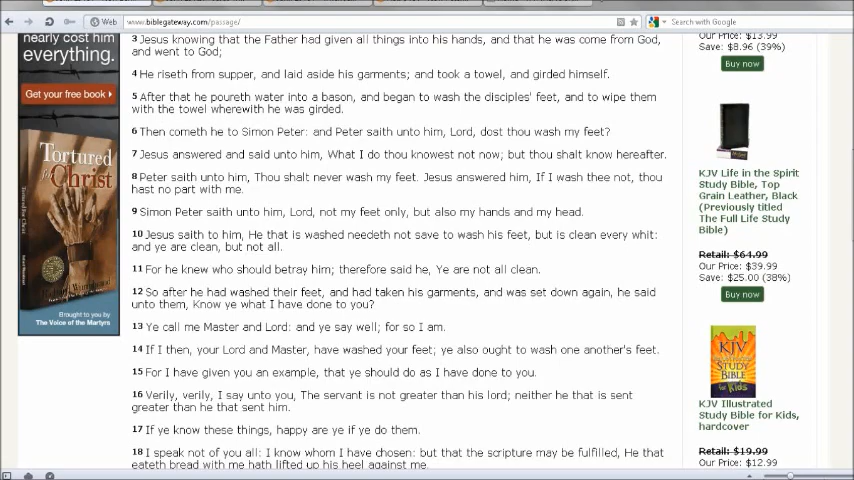 Web
www.biblegateway.com/passage/
Search with Google
nearly cost him
everything.
Get your free book
Tortured
for Christ
Brought to you by
The Voice of the Martyrs
3 Jesus knowing that the Father had given all things into his hands, and that he was come from God,
and went to God;
4 He riseth from supper, and laid aside his garments; and took a towel, and girded himself.
5 After that he poureth water into a bason, and began to wash the disciples' feet, and to wipe them
with the towel wherewith he was girded.
6 Then cometh he to Simon Peter: and Peter saith unto him, Lord, dost thou wash my feet?
7 Jesus answered and said unto him, What I do thou knowest not now; but thou shalt know hereafter.
8 Peter saith unto him, Thou shalt never wash my feet. Jesus answered him, If I wash thee not, thou
hast no part with me.
9 Simon Peter saith unto him, Lord, not my feet only, but also my hands and my head.
10 Jesus saith to him, He that is washed needeth not save to wash his feet, but is clean every whit:
and ye are clean, but not all.
11 For he knew who should betray him; therefore said he, Ye are not all clean.
12 So after he had washed their feet, and had taken his garments, and was set down again, he said
unto them, Know ye what I have done to you?
13 Ye call me Master and Lord: and ye say well; for so I am.
14 If I then, your Lord and Master, have washed your feet; ye also ought to wash one another's feet.
15 For I have given you an example, that ye should do as I have done to you.
16 Verily, verily, I say unto you, The servant is not greater than his lord; neither he that is sent
greater than he that sent him.
17 If ye know these things, happy are ye if ye do them.
18 I speak not of you all: I know whom I have chosen: but that the scripture may be fulfilled, He that
eateth bread with me hath lifted up his heel against me.
Our Price: $13.99
Save: $8.96 (39%)
Buy now
KJV Life in the Spirit
Study Bible, Top
Grain Leather, Black
(Previously titled
The Full Life Study
Bible)
Retail: $64.99
Our Price: $39.99
Save: $25.00 (38%)
Buy now
KJV
STUDY
BIBLE
for Kids
KJV Illustrated
Study Bible for Kids,
hardcover
Retail: $19.99
Our Price: $12.99